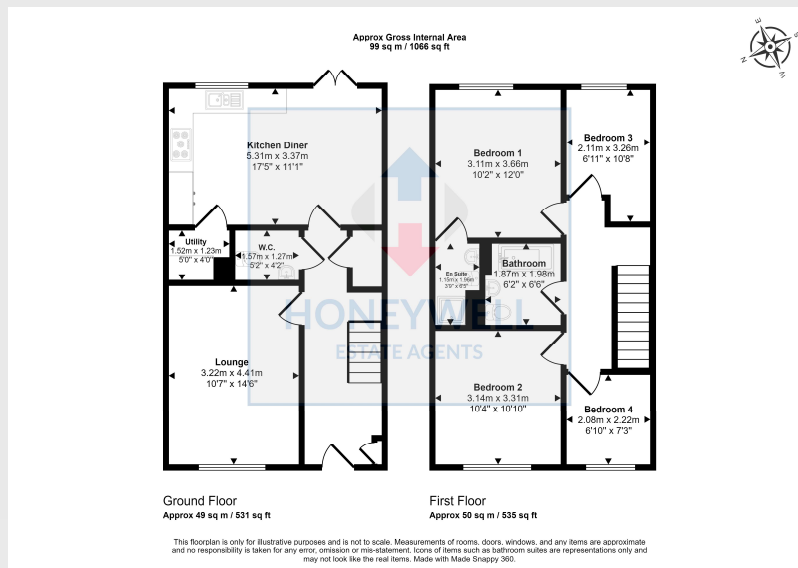 Approx Gross Internal Area
99 sq m / 1066 sq ft
Kitchen Diner
5.31m x 3.37m
17'5" x 11'1"
Utility
1.52m x 1.23m
5'0" x 4'0"
W.C.
1.57m x 1.27m
5'2" x 4'2"
Lounge
3.22m x 4.41m
10'7" x 14'6"
Bedroom 1
3.11m x 3.66m
10'2" x 12'0"
Bedroom 3
2.11m x 3.26m
6'11" x 10'8"
En Suite
1.15m x 1.96m
3'9" x 6'5"
Bathroom
1.87m x 1.98m
6'2" x 6'6"
Bedroom 2
3.14m x 3.31m
10'4" x 10'10"
Bedroom 4
2.08m x 2.22m
6'10" x 7'3"
HONEYWELL
ESTATE AGENTS
N
E
S
W
Ground Floor
Approx 49 sq m / 531 sq ft
First Floor
Approx 50 sq m / 535 sq ft
This floorplan is only for illustrative purposes and is not to scale. Measurements of rooms, doors, windows, and any items are approximate
and no responsibility is taken for any error, omission or mis-statement. Icons of items such as bathroom suites are representations only and
may not look like the real items. Made with Made Snappy 360.